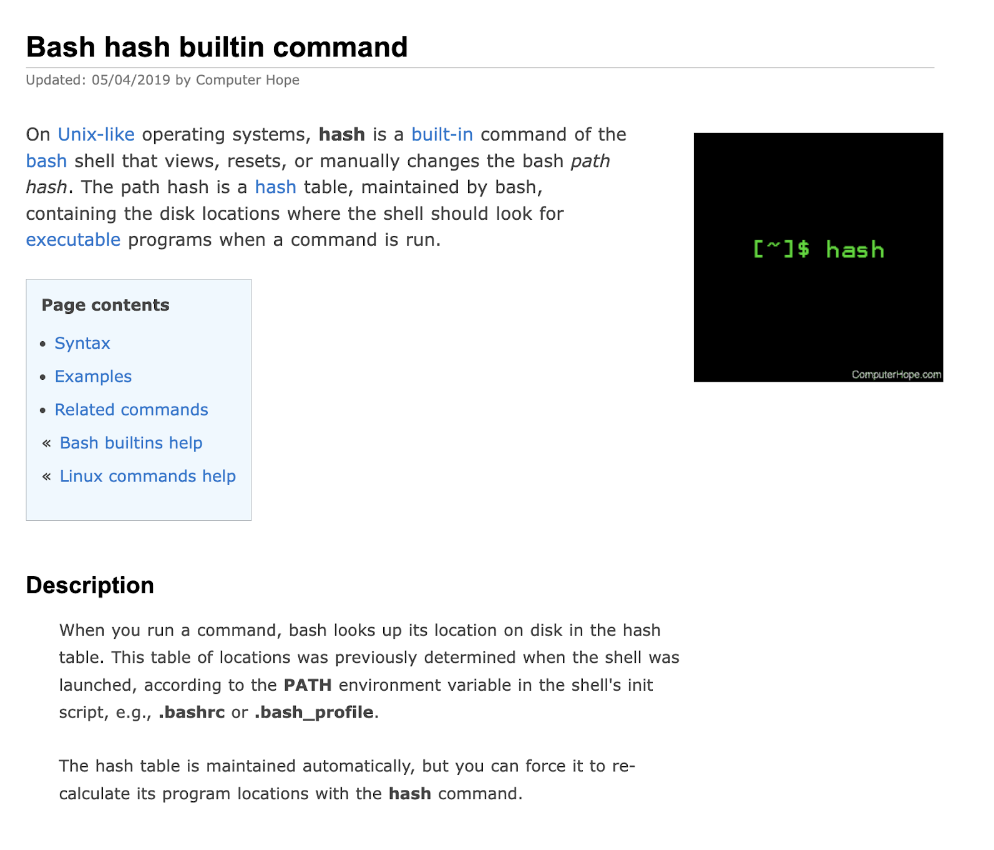 Bash hash builtin command
Updated: 05/04/2019 by Computer Hope
On Unix-like operating systems, hash is a built-in command of the
bash shell that views, resets, or manually changes the bash path
hash. The path hash is a hash table, maintained by bash,
containing the disk locations where the shell should look for
executable programs when a command is run.
[~]$ hash
ComputerHope.com
Page contents
• Syntax
• Examples
• Related commands
« Bash builtins help
« Linux commands help
Description
When you run a command, bash looks up its location on disk in the hash
table. This table of locations was previously determined when the shell was
launched, according to the PATH environment variable in the shell's init
script, e.g., .bashrc or .bash_profile.
The hash table is maintained automatically, but you can force it to re-
calculate its program locations with the hash command.